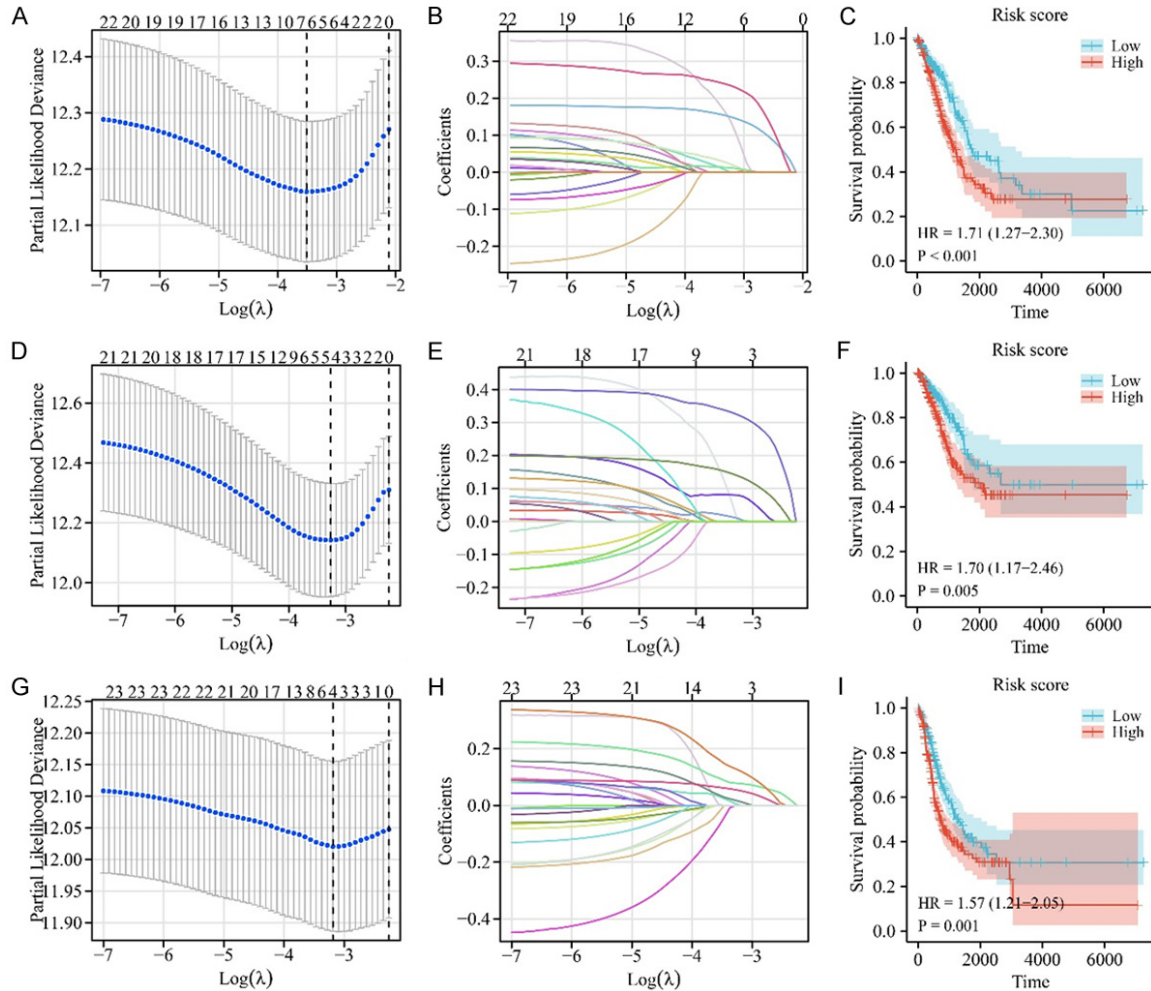 A
22 22 20 19 19 17 16 13 13 10 7 6 6 4 2 2 2 0
Partial Likelihood Deviance
12.4
12.3
12.2
12.1
−7 −6 −5 −4 −3 −2
Log(λ)
B
22 19 16 12 6 0
Coefficients
0.3
0.2
0.1
0.0
−0.2
−7 −6 −5 −4 −3 −2
Log(λ)
C
Risk score
Low
High
Survival probability
1.0
0.8
0.6
0.4
0.2
0.0
HR = 1.71 (1.27−2.30)
P < 0.001
0 2000 4000 6000
Time
D
21 21 20 18 18 17 17 15 12 9 6 5 5 4 3 3 2 2 0
Partial Likelihood Deviance
12.6
12.4
12.2
12.0
−7 −6 −5 −4 −3
Log(λ)
E
21 18 17 9 3
Coefficients
0.4
0.2
0.0
−0.1
−0.2
−7 −6 −5 −4 −3
Log(λ)
F
Risk score
Low
High
Survival probability
1.0
0.8
0.6
0.4
0.2
0.0
HR = 1.70 (1.17−2.46)
P = 0.005
0 2000 4000 6000
Time
G
23 23 23 22 22 21 20 17 13 8 6 4 3 3 3 1 0
Partial Likelihood Deviance
12.25
12.20
12.15
12.10
12.05
12.00
11.95
11.90
−7 −6 −5 −4 −3
Log(λ)
H
23 23 21 14 3
Coefficients
0.2
0.0
−0.2
−0.4
−7 −6 −5 −4 −3
Log(λ)
I
Risk score
Low
High
Survival probability
1.0
0.8
0.6
0.4
0.2
0.0
HR = 1.57 (1.21−2.05)
P = 0.001
0 2000 4000 6000
Time